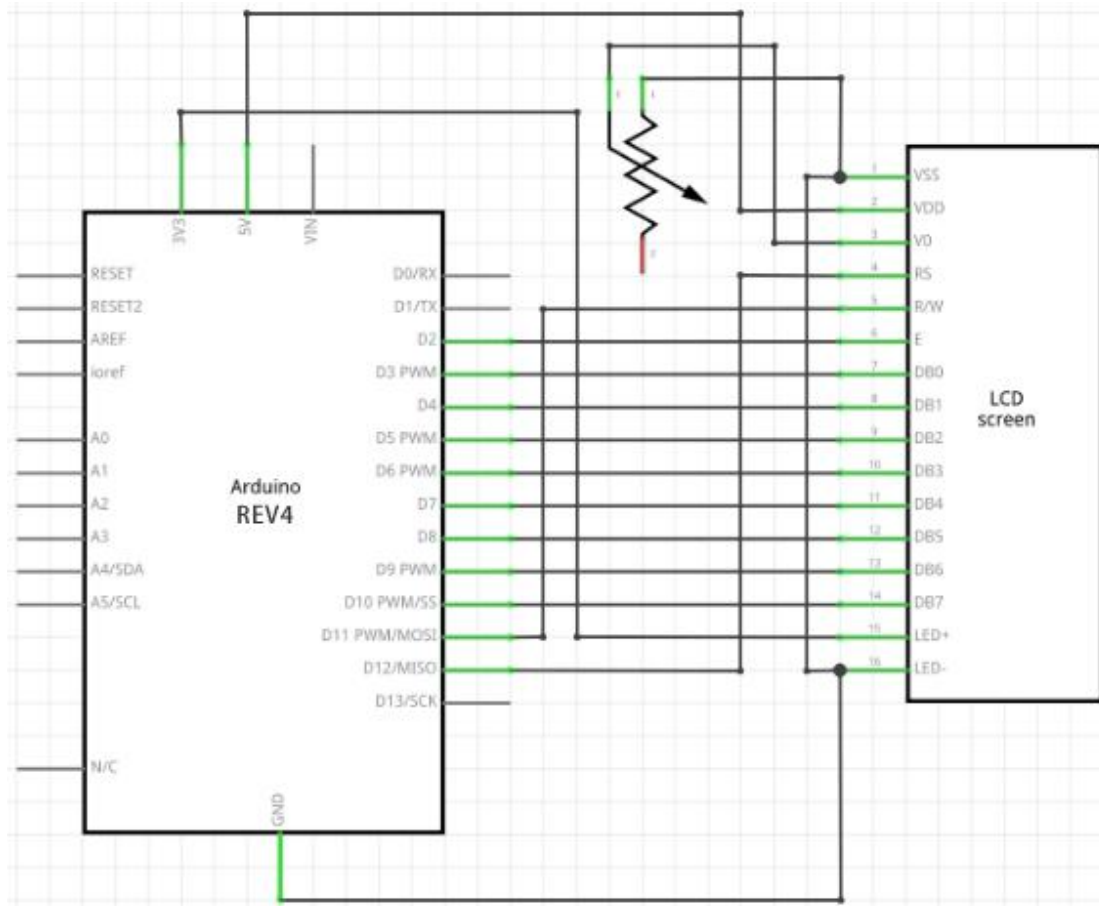 3V3
5V
VIN
RESET
RESET2
AREF
ioref
A0
A1
A2
A3
A4/SDA
A5/SCL
N/C
Arduino
REV4
GND
D0/RX
D1/TX
D2
D3 PWM
D4
D5 PWM
D6 PWM
D7
D8
D9 PWM
D10 PWM/SS
D11 PWM/MOSI
D12/MISO
D13/SCK
1 VSS
2 VDD
3 V0
4 RS
5 R/W
6 E
7 DB0
8 DB1
9 DB2
10 DB3
11 DB4
12 DB5
13 DB6
14 DB7
15 LED+
16 LED-
LCD
screen